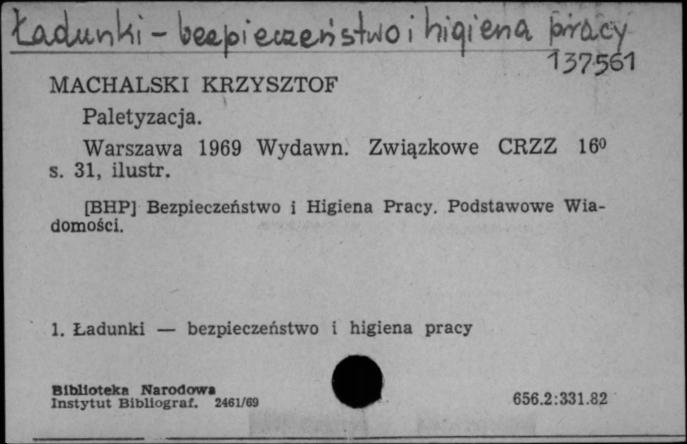 Ładunki - bezpieczeństwo i higiena pracy
137561
MACHALSKI KRZYSZTOF
Paletyzacja.
Warszawa 1969 Wydawn. Związkowe CRZZ 16⁰
s. 31, ilustr.
[BHP] Bezpieczeństwo i Higiena Pracy. Podstawowe Wia-
domości.
1. Ładunki — bezpieczeństwo i higiena pracy
Biblioteka Narodowa
Instytut Bibliograf. 2461/69
656.2:331.82